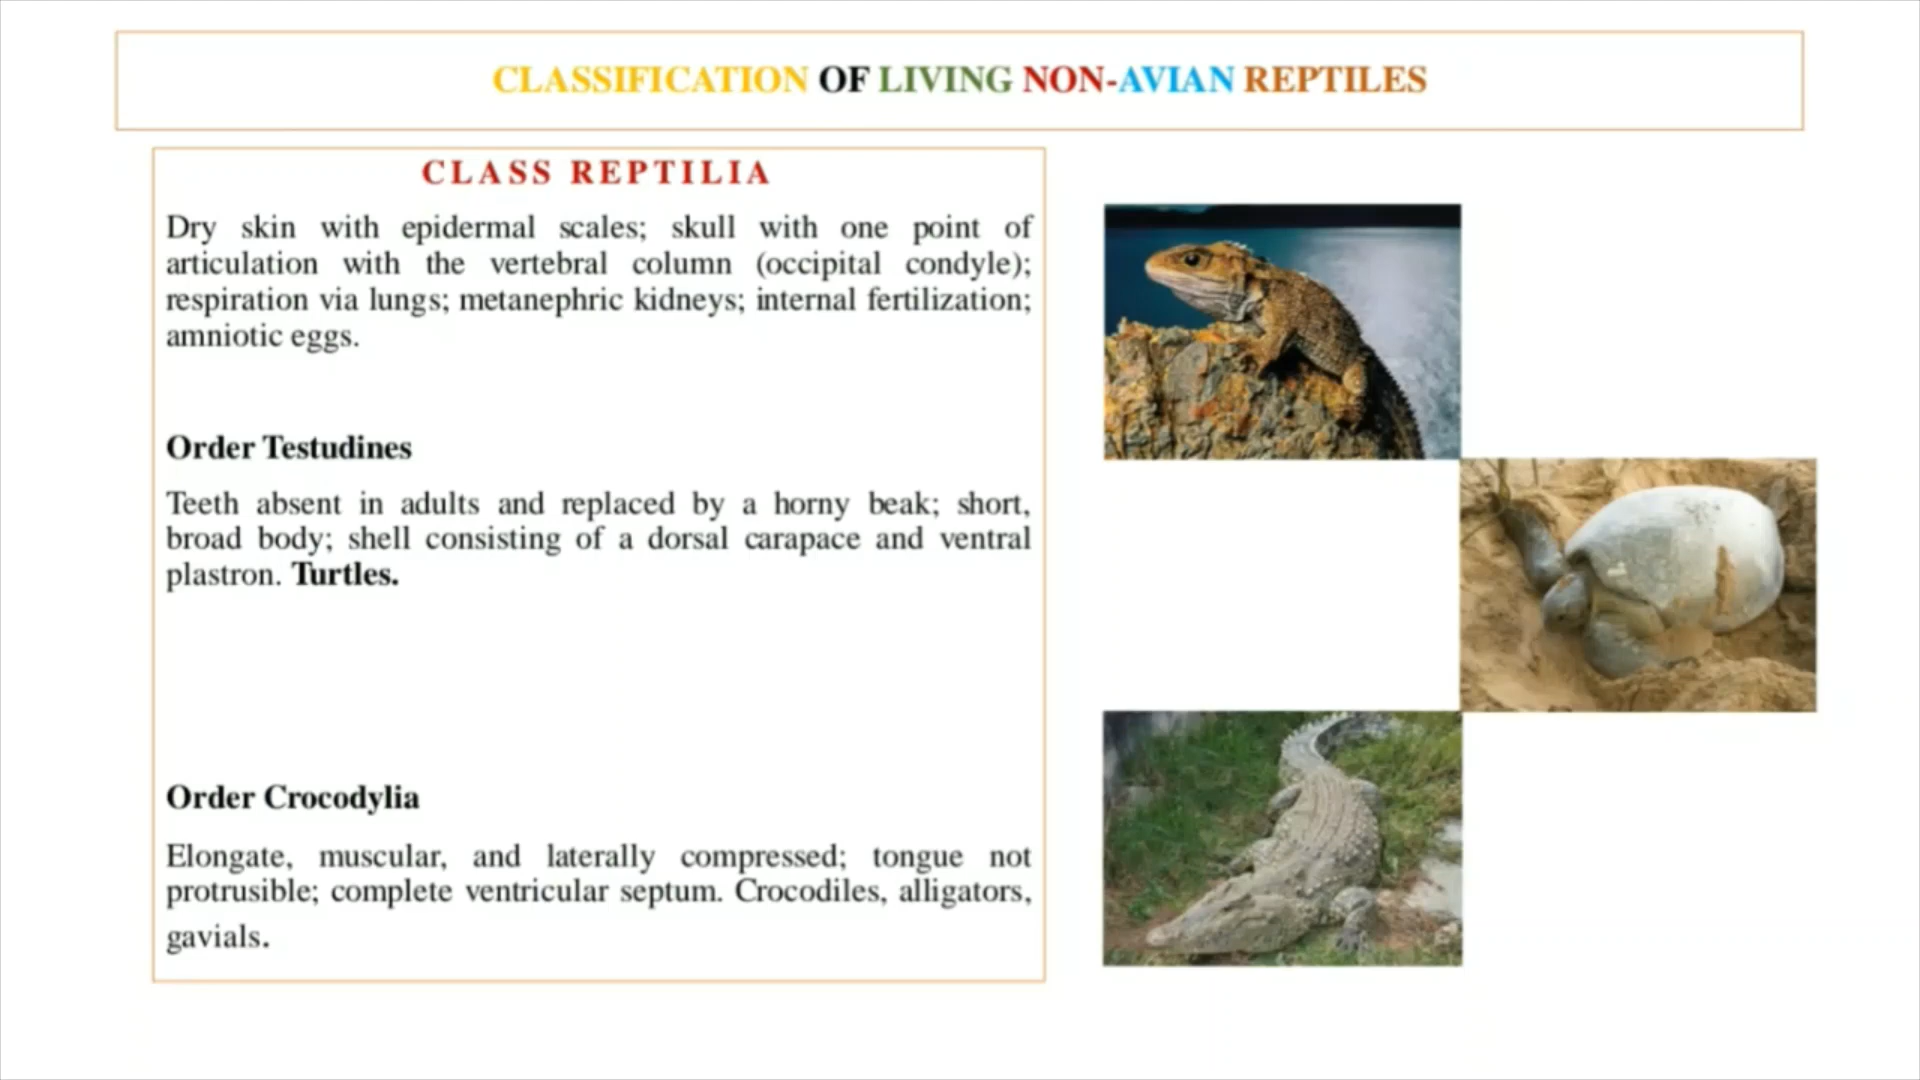 CLASSIFICATION OF LIVING NON-AVIAN REPTILES
CLASS REPTILIA
Dry skin with epidermal scales; skull with one point of
articulation with the vertebral column (occipital condyle);
respiration via lungs; metanephric kidneys; internal fertilization;
amniotic eggs.
Order Testudines
Teeth absent in adults and replaced by a horny beak; short,
broad body; shell consisting of a dorsal carapace and ventral
plastron. Turtles.
Order Crocodylia
Elongate, muscular, and laterally compressed; tongue not
protrusible; complete ventricular septum. Crocodiles, alligators,
gavials.